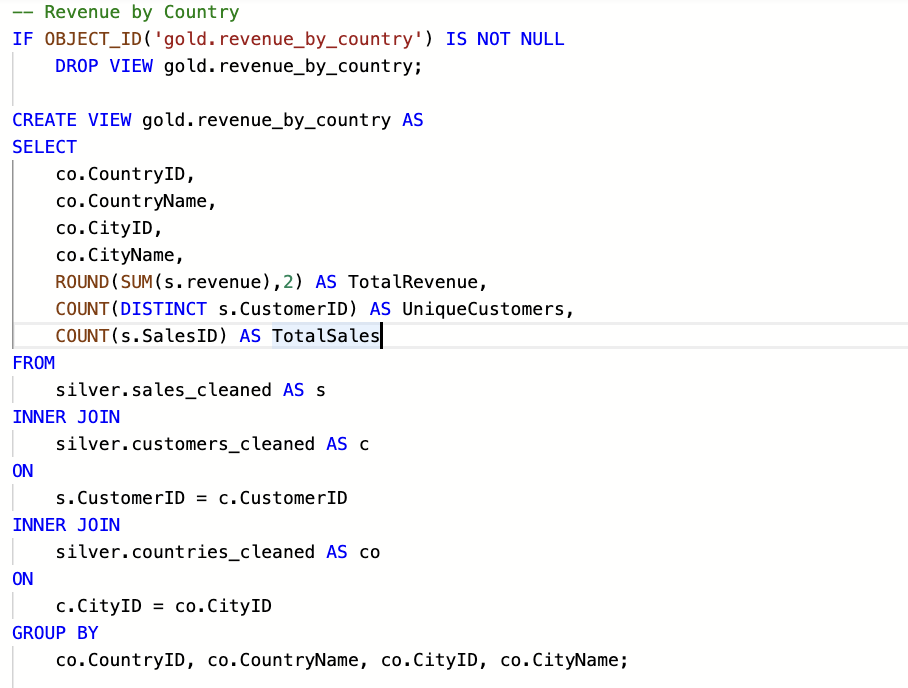 -- Revenue by Country
IF OBJECT_ID('gold.revenue_by_country') IS NOT NULL
    DROP VIEW gold.revenue_by_country;

CREATE VIEW gold.revenue_by_country AS
SELECT
    co.CountryID,
    co.CountryName,
    co.CityID,
    co.CityName,
    ROUND(SUM(s.revenue),2) AS TotalRevenue,
    COUNT(DISTINCT s.CustomerID) AS UniqueCustomers,
    COUNT(s.SalesID) AS TotalSales
FROM
    silver.sales_cleaned AS s
INNER JOIN
    silver.customers_cleaned AS c
ON
    s.CustomerID = c.CustomerID
INNER JOIN
    silver.countries_cleaned AS co
ON
    c.CityID = co.CityID
GROUP BY
    co.CountryID, co.CountryName, co.CityID, co.CityName;